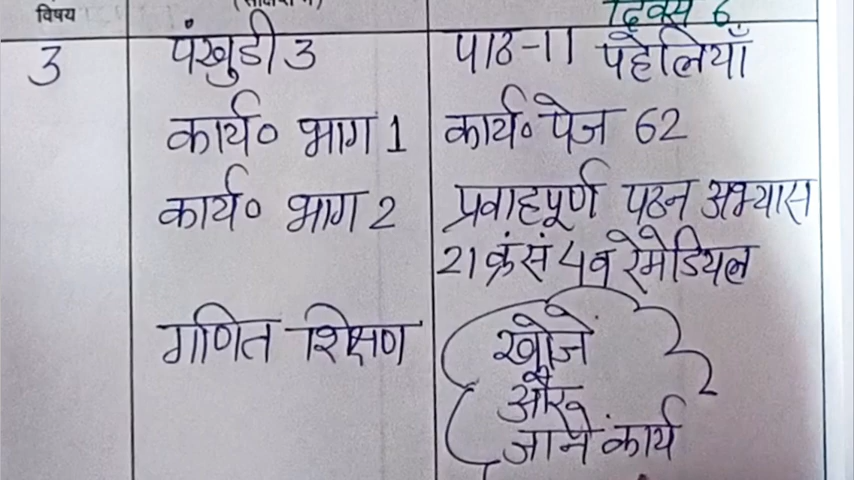 विषय
दिवस 6
3 पंखुडी 3 पाठ-11 पहेलियाँ
कार्य० भाग 1 कार्य० पेज 62
कार्य० भाग 2 प्रवाहपूर्ण पठन अभ्यास
21 क्रं सं 4 व रेमेडियल
गणित शिक्षण खोजें
और
जानें कार्य